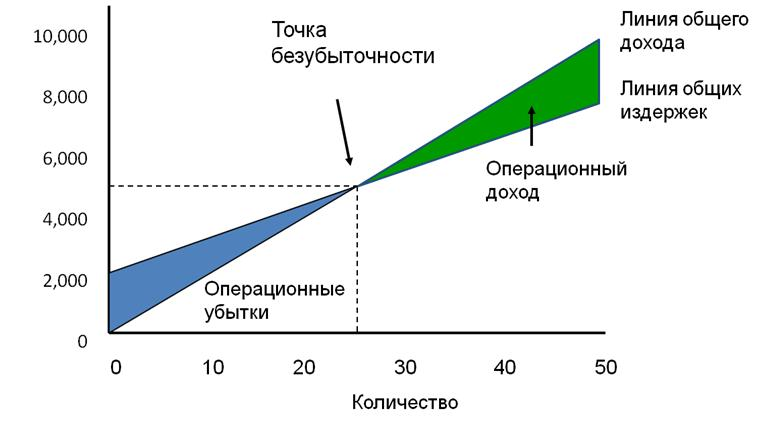 Точка
безубыточности
Линия общего
дохода
Линия общих
издержек
Операционный
доход
Операционные
убытки
10,000
8,000
6,000
4,000
2,000
0
0 10 20 30 40 50
Количество